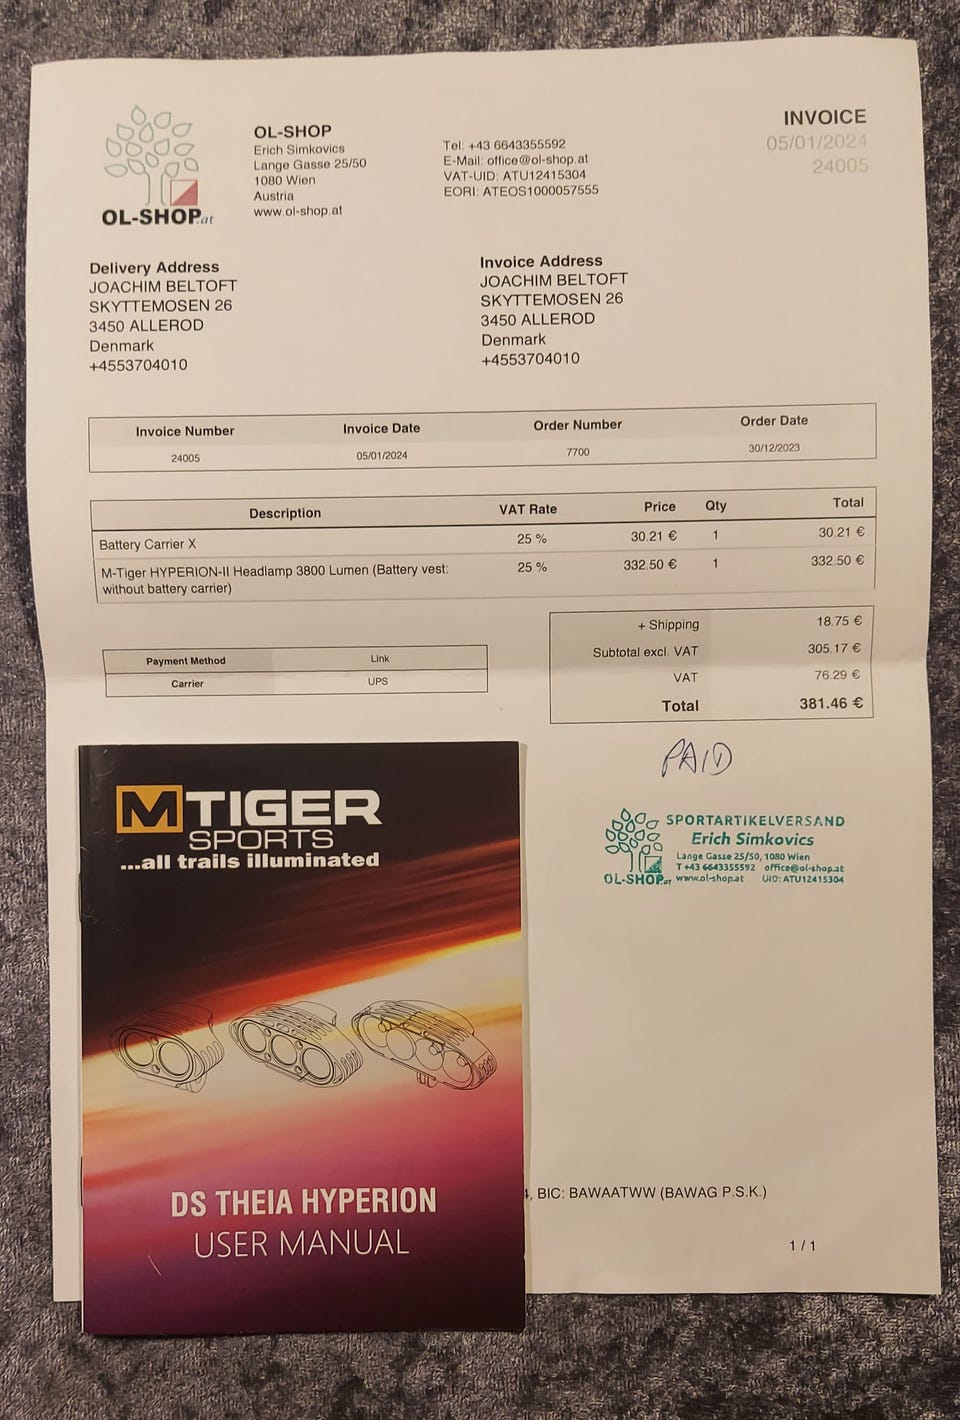 OL-SHOP.at
OL-SHOP
Erich Simkovics
Lange Gasse 25/50
1080 Wien
Austria
www.ol-shop.at
Tel: +43 6643355592
E-Mail: office@ol-shop.at
VAT-UID: ATU12415304
EORI: ATEOS1000057555
INVOICE
05/01/2024
24005
Delivery Address
JOACHIM BELTOFT
SKYTTEMOSEN 26
3450 ALLEROD
Denmark
+4553704010
Invoice Address
JOACHIM BELTOFT
SKYTTEMOSEN 26
3450 ALLEROD
Denmark
+4553704010
Invoice Number Invoice Date Order Number Order Date
24005 05/01/2024 7700 30/12/2023
Description VAT Rate Price Qty Total
Battery Carrier X 25 % 30.21 € 1 30.21 €
M-Tiger HYPERION-II Headlamp 3800 Lumen (Battery vest: 25 % 332.50 € 1 332.50 €
without battery carrier)
+ Shipping 18.75 €
Subtotal excl. VAT 305.17 €
VAT 76.29 €
Total 381.46 €
Payment Method Link
Carrier UPS
PAID
SPORTARTIKELVERSAND
Erich Simkovics
Lange Gasse 25/50, 1080 Wien
T +43 6643355592 office@ol-shop.at
www.ol-shop.at UID: ATU12415304
OL-SHOP.at
MTIGER
SPORTS
...all trails illuminated
DS THEIA HYPERION
USER MANUAL
, BIC: BAWAATWW (BAWAG P.S.K.)
1 / 1